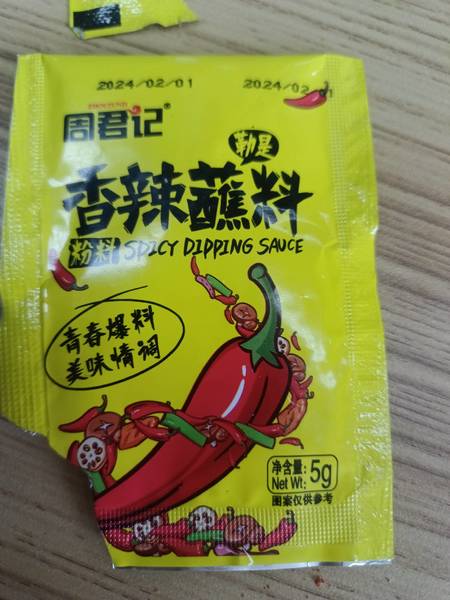 2024/02/01 2024/02/01
周君记®
勒是
香辣蘸料
粉料 SPICY DIPPING SAUCE
青春爆料
美味情调
净含量: 5g
Net Wt:
图案仅供参考